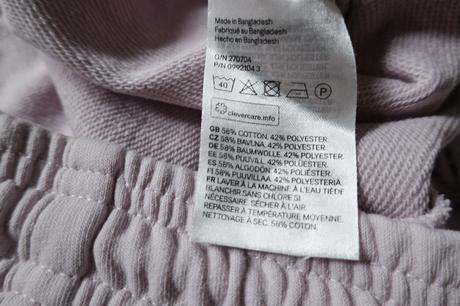 Made in Bangladesh
Fabriqué au Bangladesh
Hecho en Bangladesh
O/N 270704
P/N 0992104 3
40
P
clevercare.info
GB 58% COTTON. 42% POLYESTER.
CZ 58% BAVLNA. 42% POLYESTER.
DE 58% BAUMWOLLE. 42% POLYESTER.
EE 58% PUUVILL. 42% POLÜESTER.
ES 58% ALGODÓN. 42% POLIÉSTER.
FI 58% PUUVILLAA. 42% POLYESTERIA
FR LAVER À LA MACHINE À L'EAU TIÈDE
BLANCHIR SANS CHLORE SI
NÉCESSAIRE. SÉCHER À L'AIR
REPASSER À TEMPÉRATURE MOYENNE.
NETTOYAGE À SEC. 58% COTON.